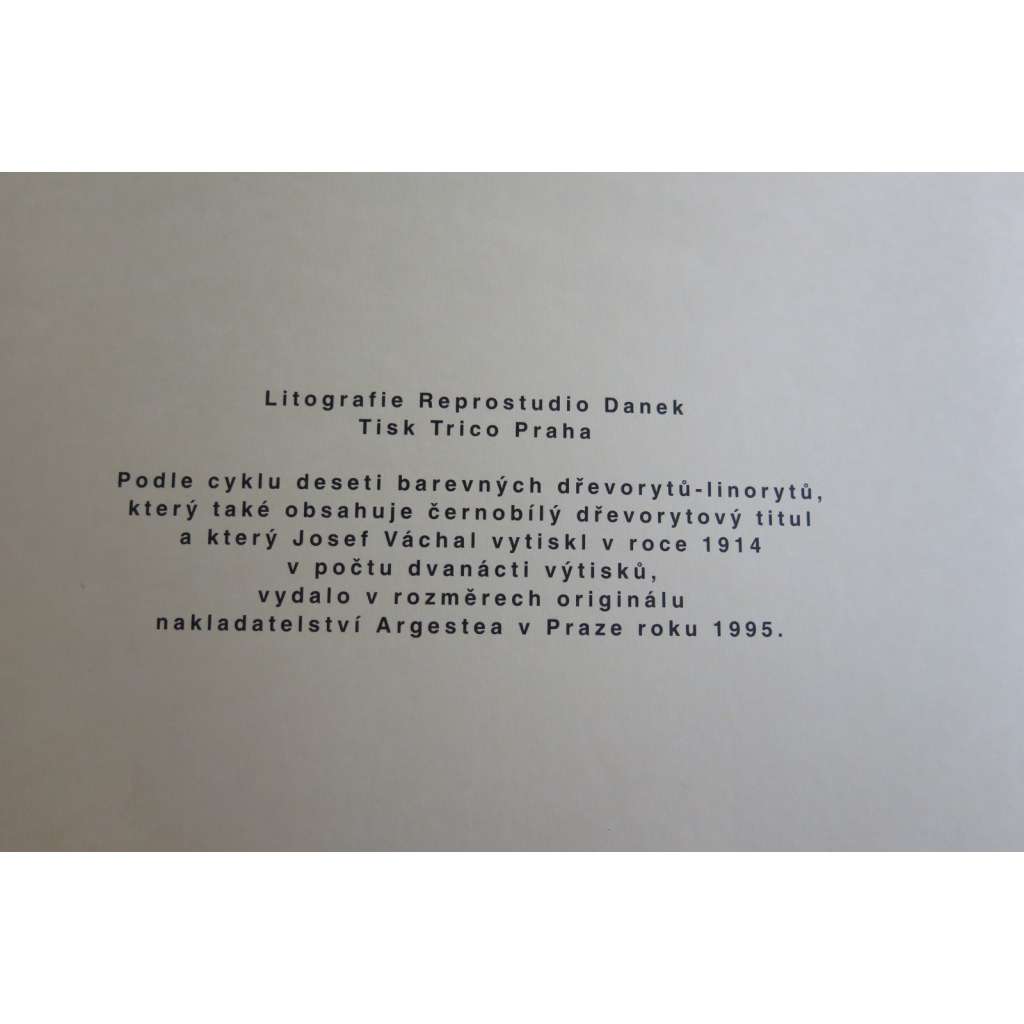 Litografie Reprostudio Danek
Tisk Trico Praha
Podle cyklu deseti barevných dřevorytů-linorytů,
který také obsahuje černobílý dřevorytový titul
a který Josef Váchal vytiskl v roce 1914
v počtu dvanácti výtisků,
vydalo v rozměrech originálu
nakladatelství Argestea v Praze roku 1995.